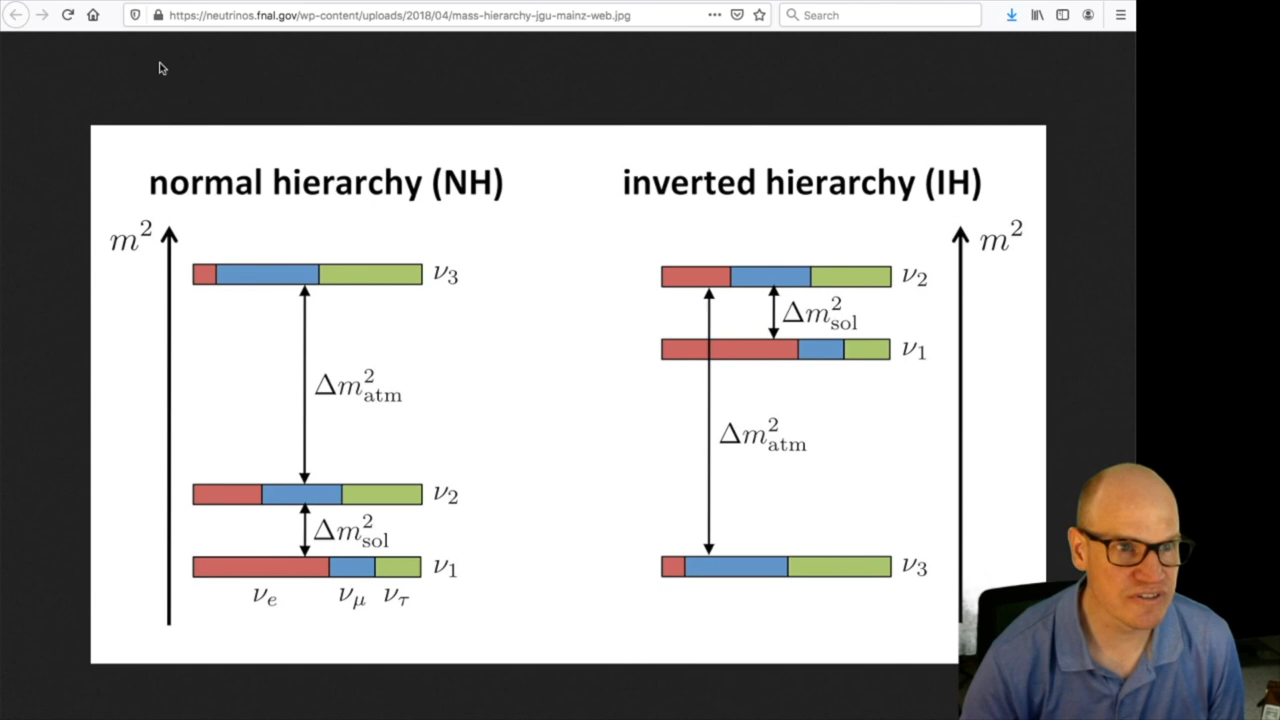 https://neutrinos.fnal.gov/wp-content/uploads/2018/04/mass-hierarchy-jgu-mainz-web.jpg
Search
normal hierarchy (NH)
inverted hierarchy (IH)
m²
m²
ν₃
Δm²atm
ν₂
Δm²sol
ν₁
νe νμ ντ
ν₂
Δm²sol
ν₁
Δm²atm
ν₃